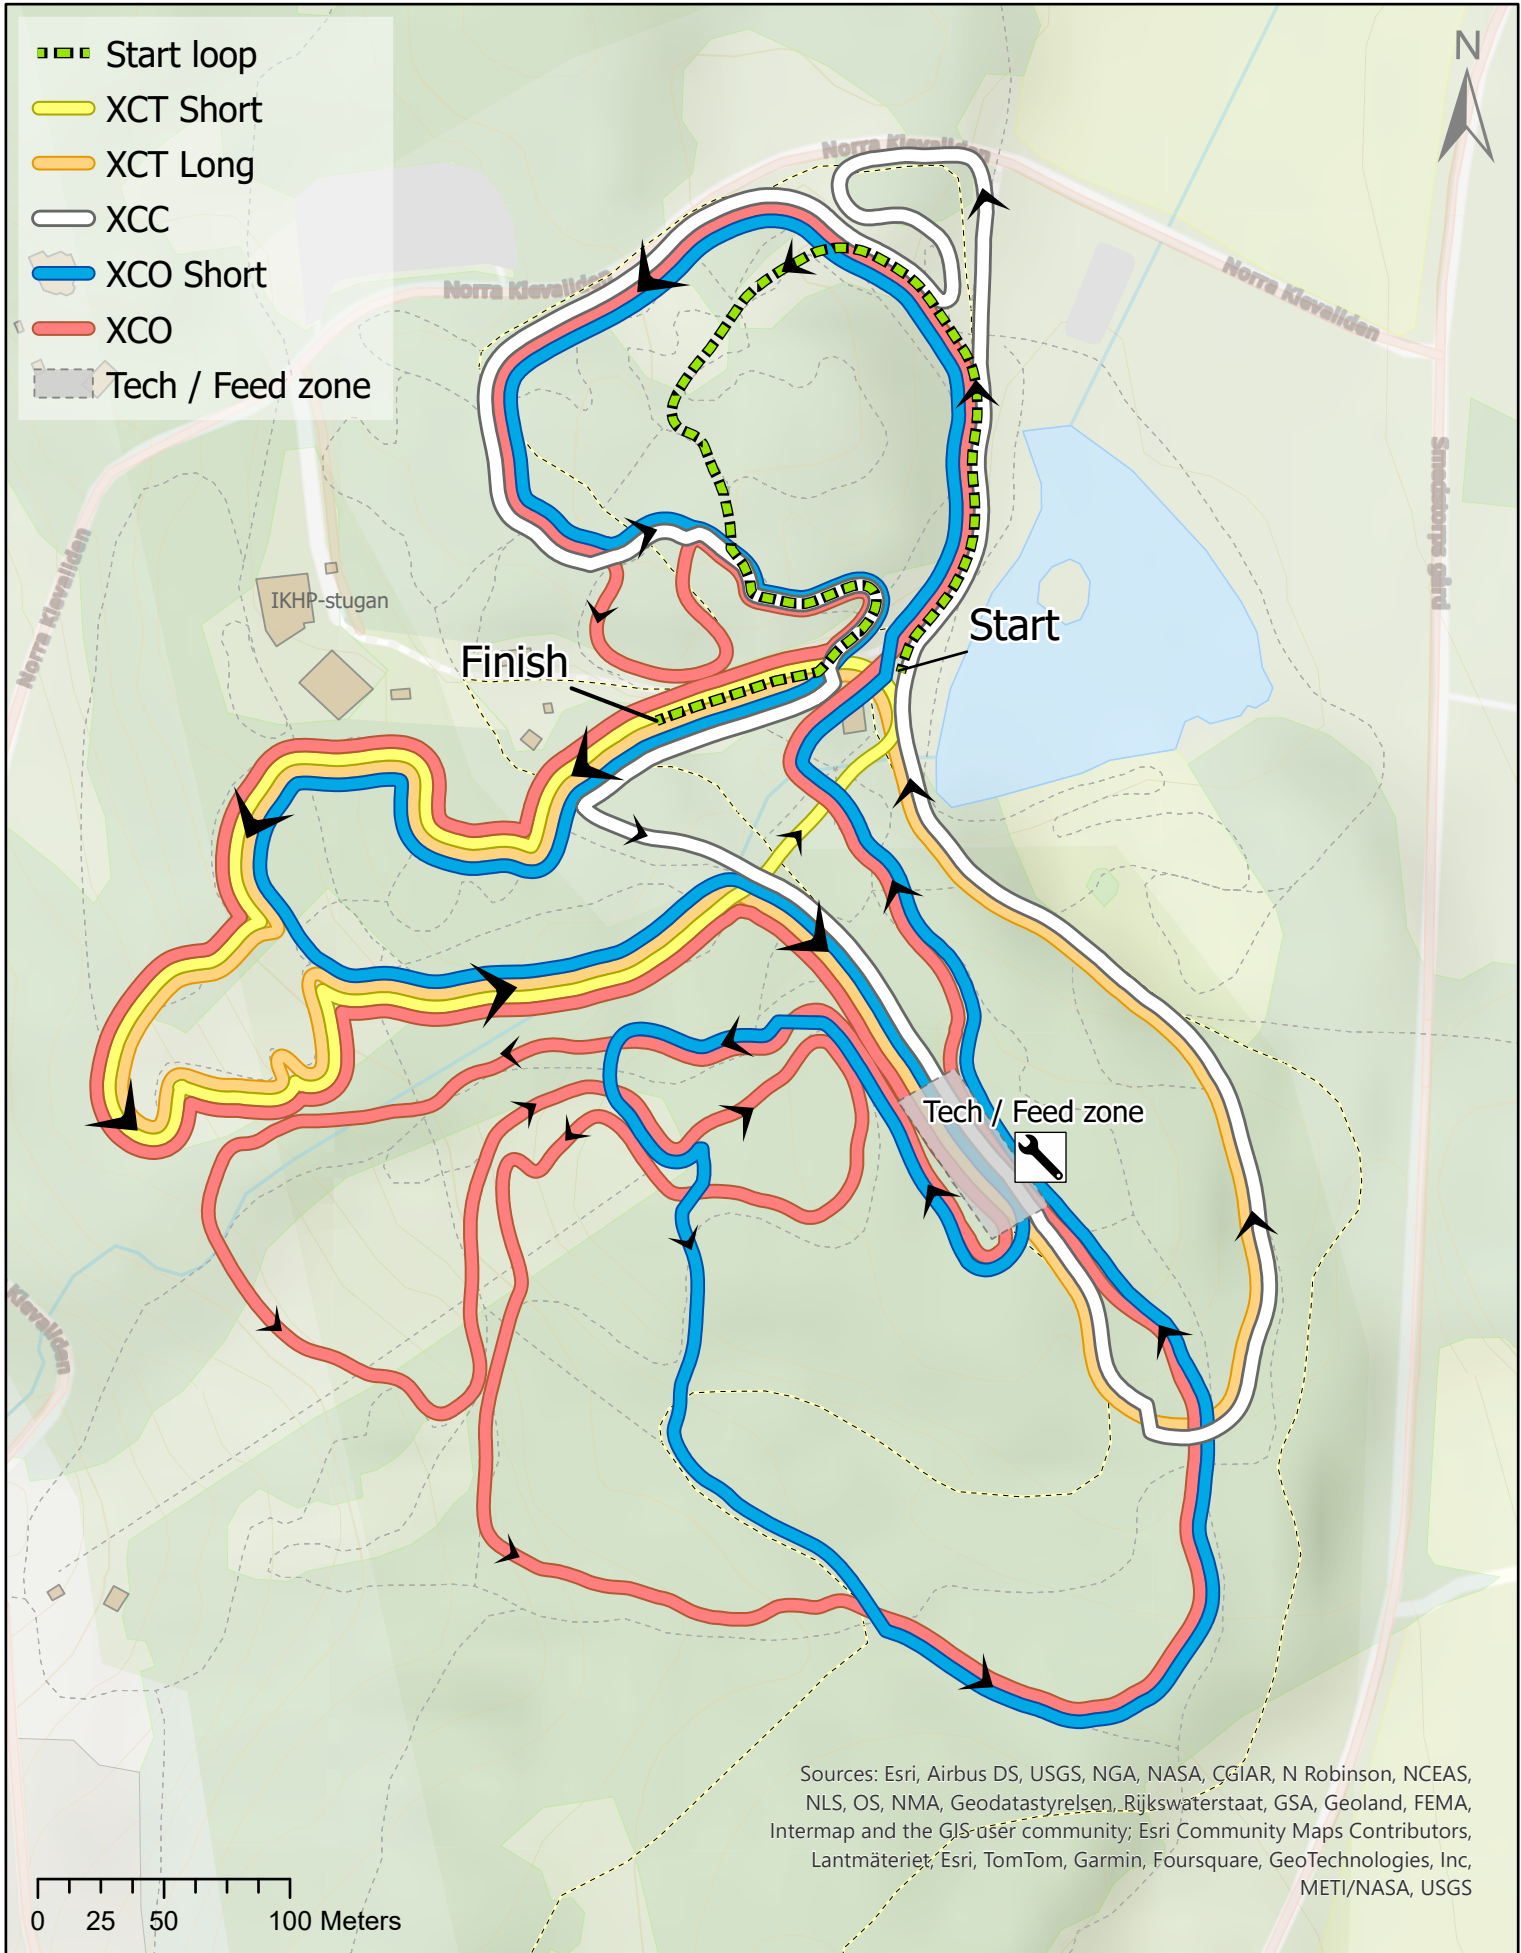 Start loop
XCT Short
XCT Long
XCC
XCO Short
XCO
Tech / Feed zone
N
Norra Klevaliden
Norra Klevaliden
Norra Klevaliden
Smedstorps gård
Norra Klevaliden
IKHP-stugan
Start
Finish
Tech / Feed zone
Klevaliden
Sources: Esri, Airbus DS, USGS, NGA, NASA, CGIAR, N Robinson, NCEAS,
NLS, OS, NMA, Geodatastyrelsen, Rijkswaterstaat, GSA, Geoland, FEMA,
Intermap and the GIS user community; Esri Community Maps Contributors,
Lantmäteriet, Esri, TomTom, Garmin, Foursquare, GeoTechnologies, Inc,
METI/NASA, USGS
0 25 50 100 Meters